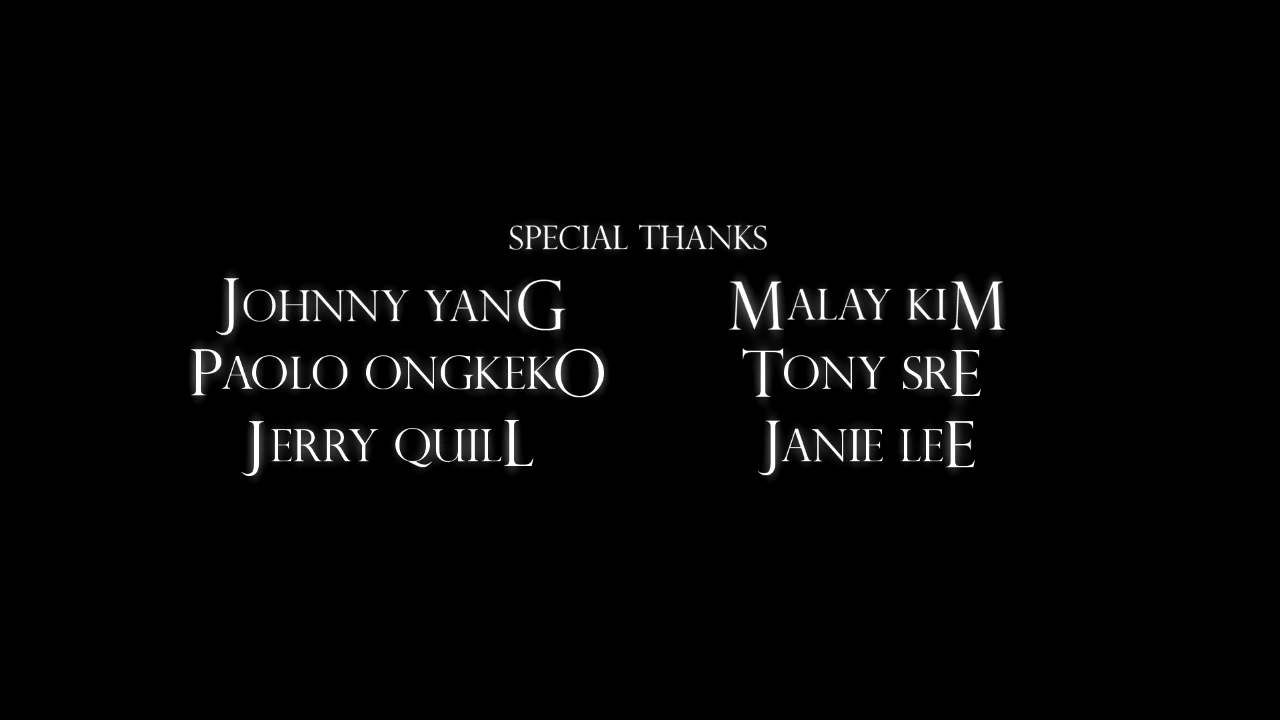 SPECIAL THANKS
JOHNNY YANG
PAOLO ONGKEKO
JERRY QUILL
MALAY KIM
TONY SRE
JANIE LEE